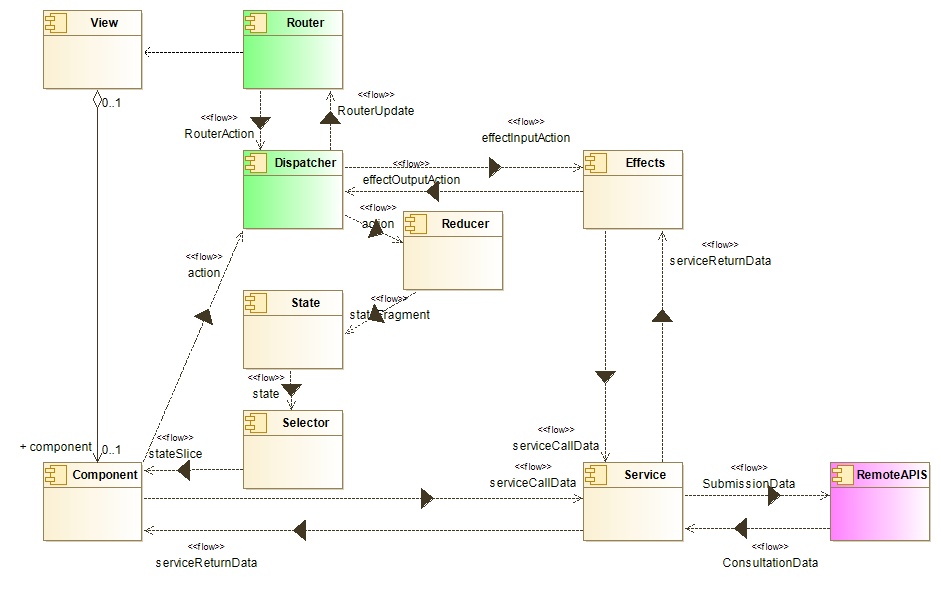 View
Router
0..1
<<flow>>
RouterUpdate
<<flow>>
RouterAction
<<flow>>
effectInputAction
Dispatcher
<<flow>>
effectOutputAction
Effects
<<flow>>
action
Reducer
<<flow>>
serviceReturnData
<<flow>>
action
State
<<flow>>
stateFragment
<<flow>>
state
Selector
<<flow>>
stateSlice
+ component
0..1
<<flow>>
serviceCallData
Component
<<flow>>
serviceCallData
Service
<<flow>>
SubmissionData
RemoteAPIS
<<flow>>
serviceReturnData
<<flow>>
ConsultationData